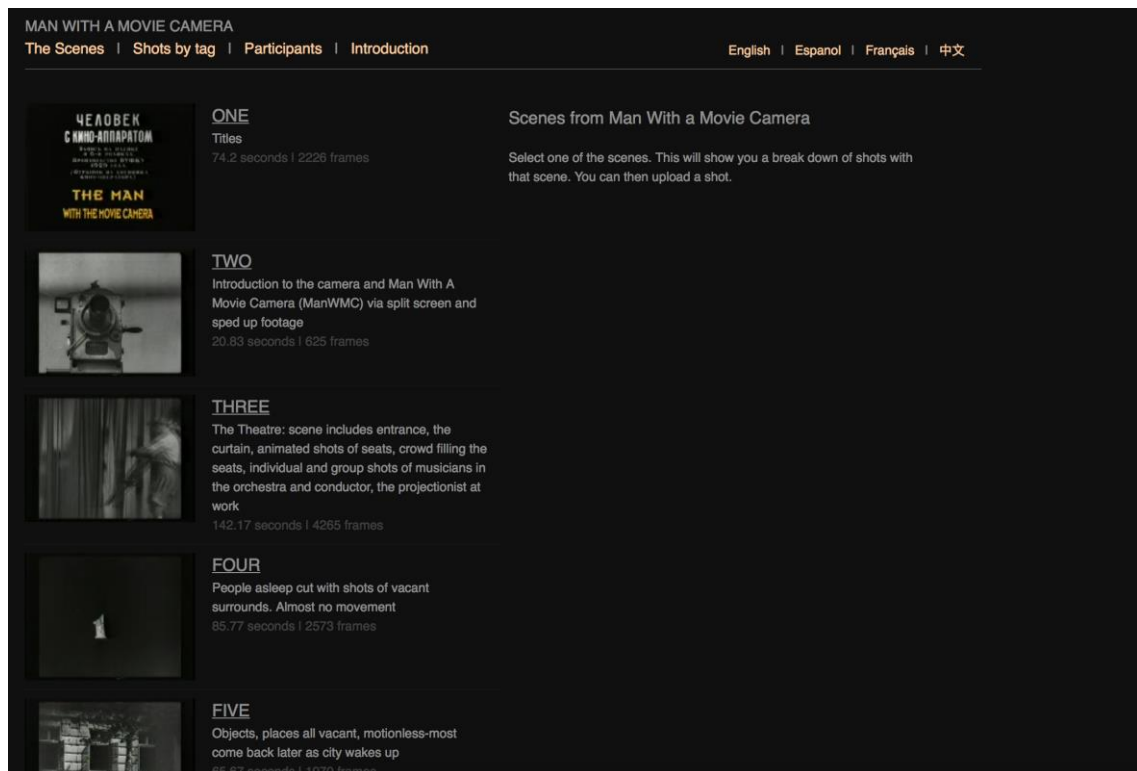 MAN WITH A MOVIE CAMERA
The Scenes | Shots by tag | Participants | Introduction
English | Espanol | Français | 中文
ЧЕЛОВЕК
С КИНО-АППАРАТОМ
THE MAN
WITH THE MOVIE CAMERA
ONE
Titles
74.2 seconds | 2226 frames
Scenes from Man With a Movie Camera
Select one of the scenes. This will show you a break down of shots with
that scene. You can then upload a shot.
TWO
Introduction to the camera and Man With A
Movie Camera (ManWMC) via split screen and
sped up footage
20.83 seconds | 625 frames
THREE
The Theatre: scene includes entrance, the
curtain, animated shots of seats, crowd filling the
seats, individual and group shots of musicians in
the orchestra and conductor, the projectionist at
work
142.17 seconds | 4265 frames
1
FOUR
People asleep cut with shots of vacant
surrounds. Almost no movement
85.77 seconds | 2573 frames
FIVE
Objects, places all vacant, motionless-most
come back later as city wakes up
seconds | frames